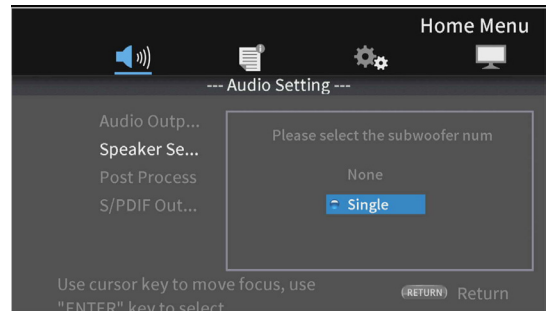 Home Menu
--- Audio Setting ---
Audio Outp...
Speaker Se...
Post Process
S/PDIF Out...
Please select the subwoofer num
None
Single
Use cursor key to move focus, use
"ENTER" key to select
RETURN Return